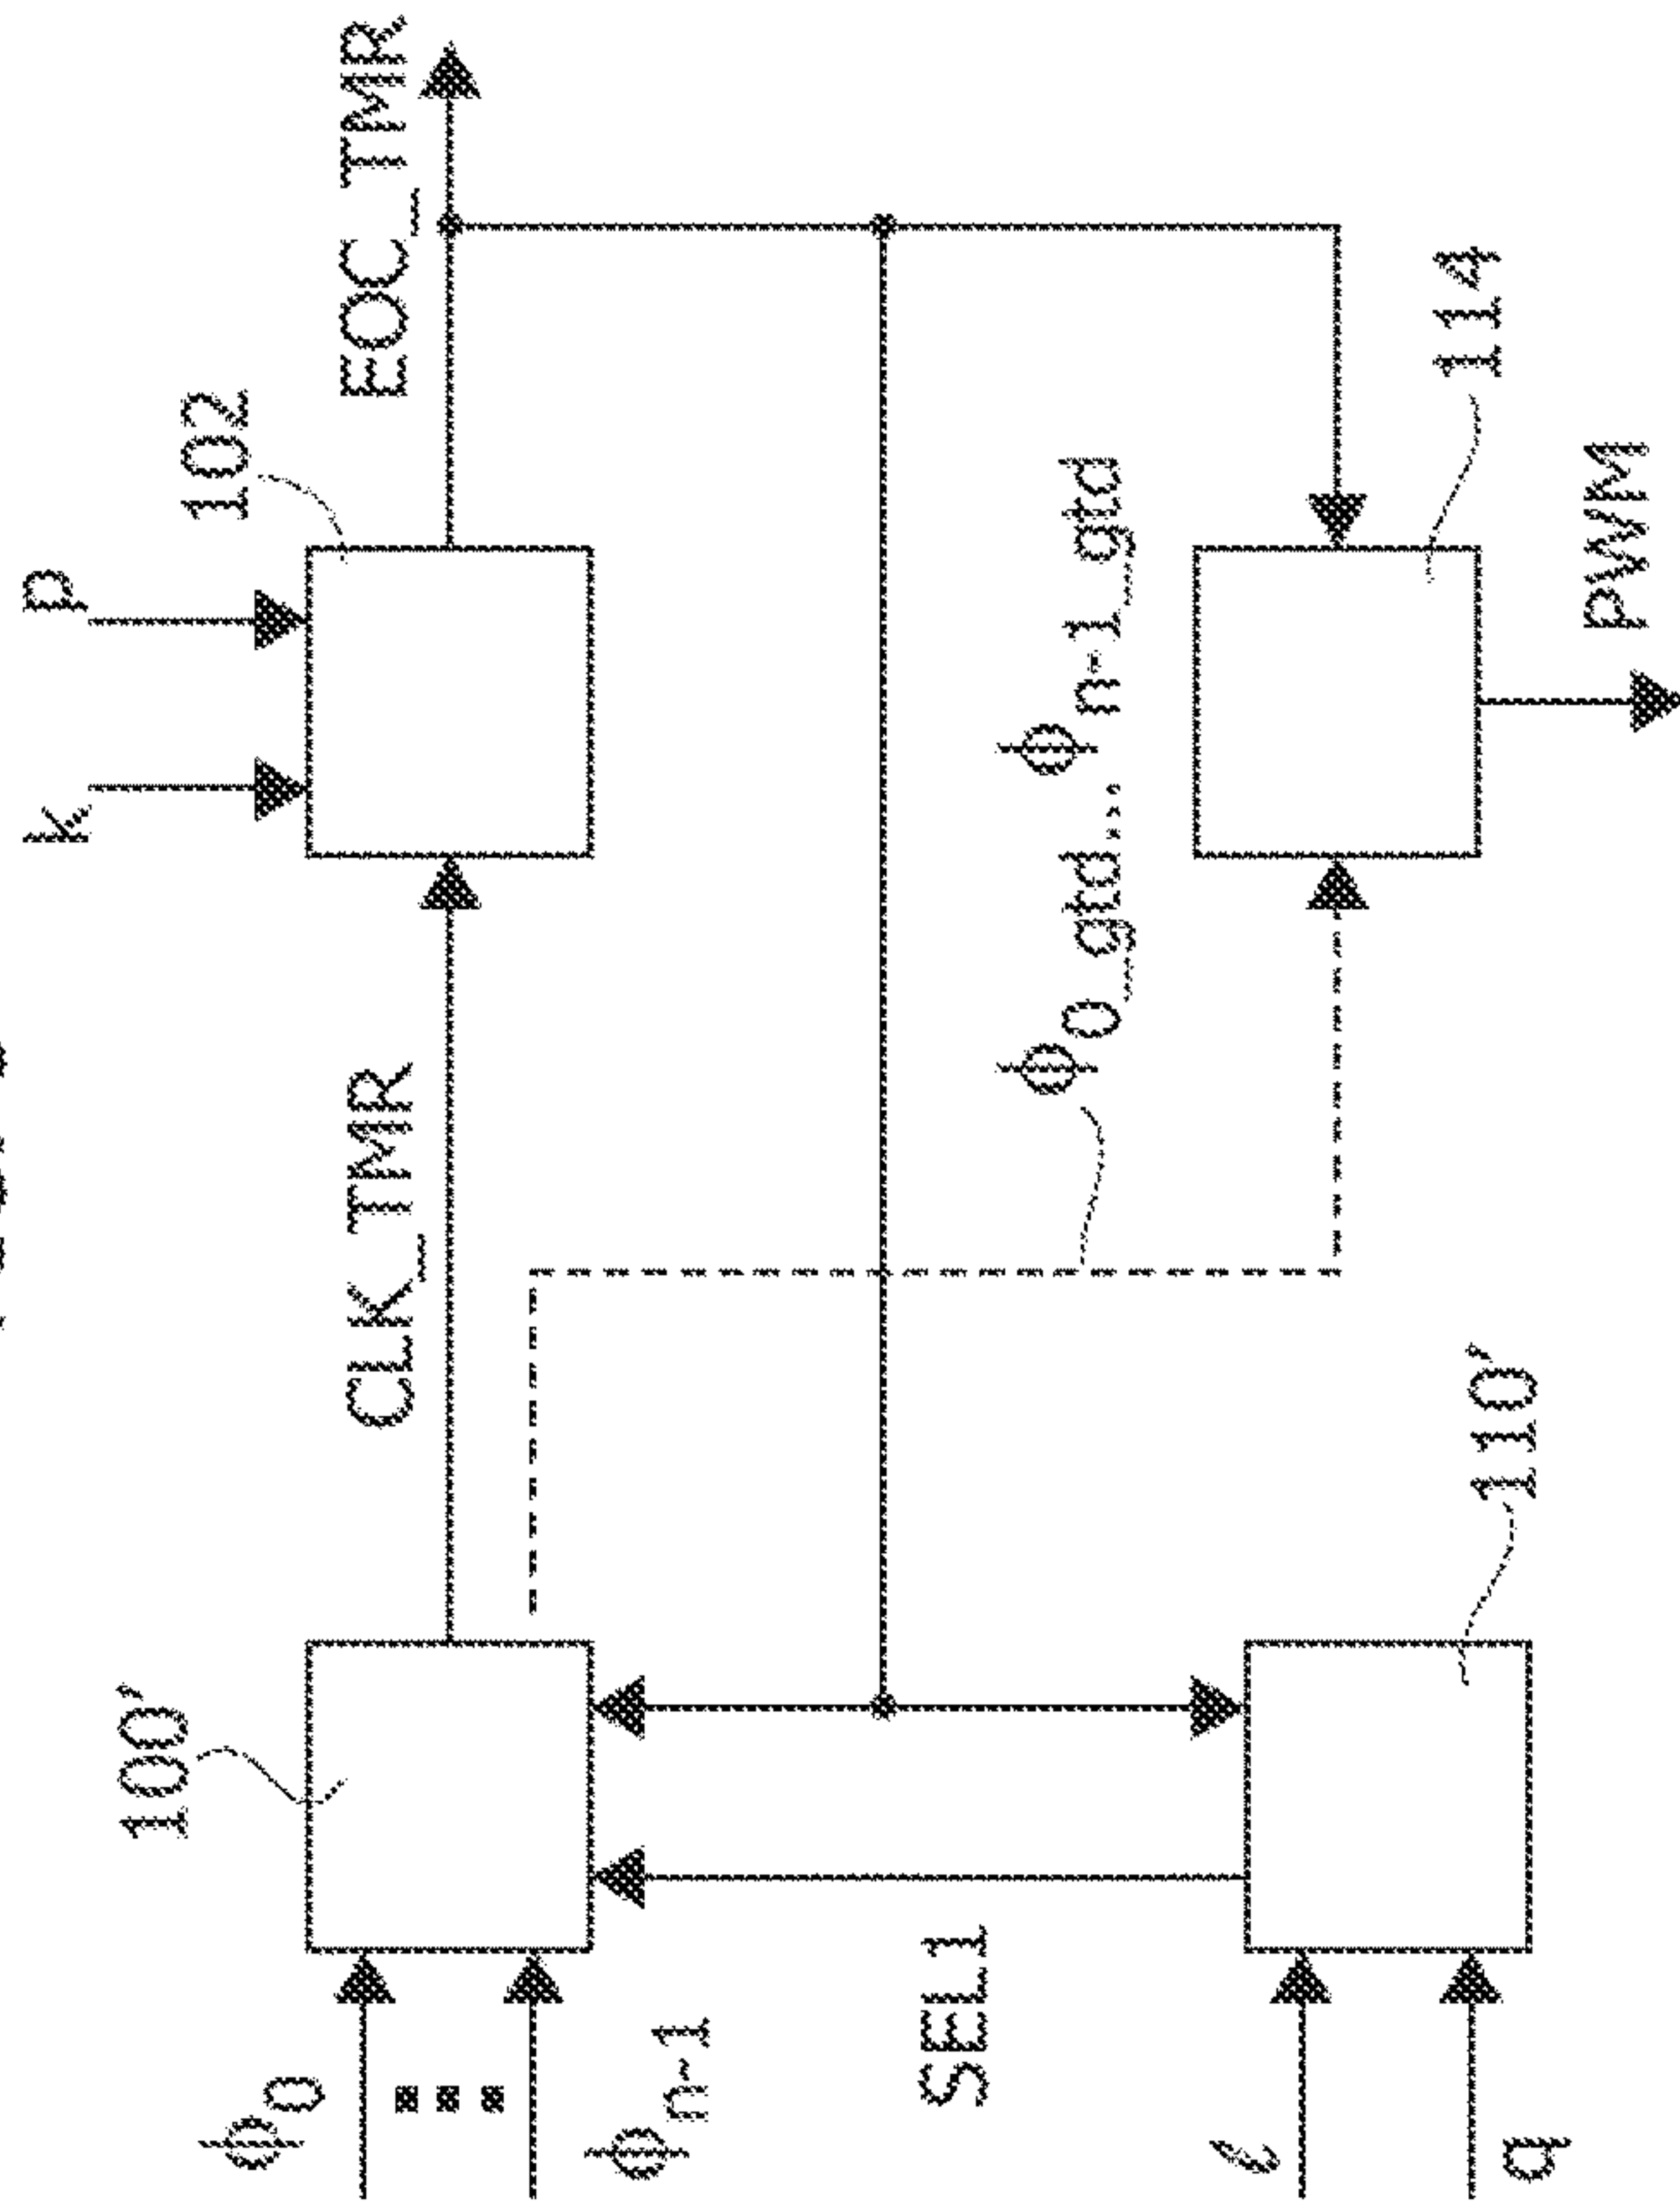 k
p
102
100'
ϕ0
CLK_TMR
EOC_TMR
...
ϕn-1
SEL1
ϕ0_gtd... ϕn-1_gtd
ℓ
q
110'
114
PWM